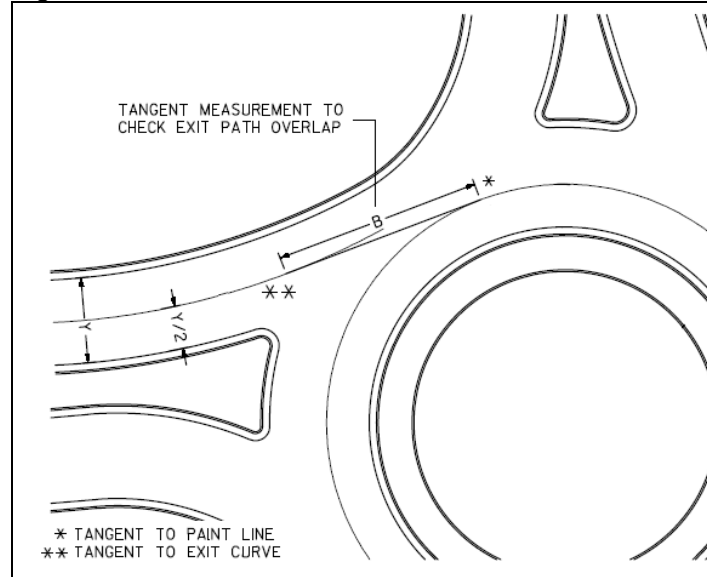 TANGENT MEASUREMENT TO
CHECK EXIT PATH OVERLAP
*
B
**
Y
Y/2
* TANGENT TO PAINT LINE
** TANGENT TO EXIT CURVE